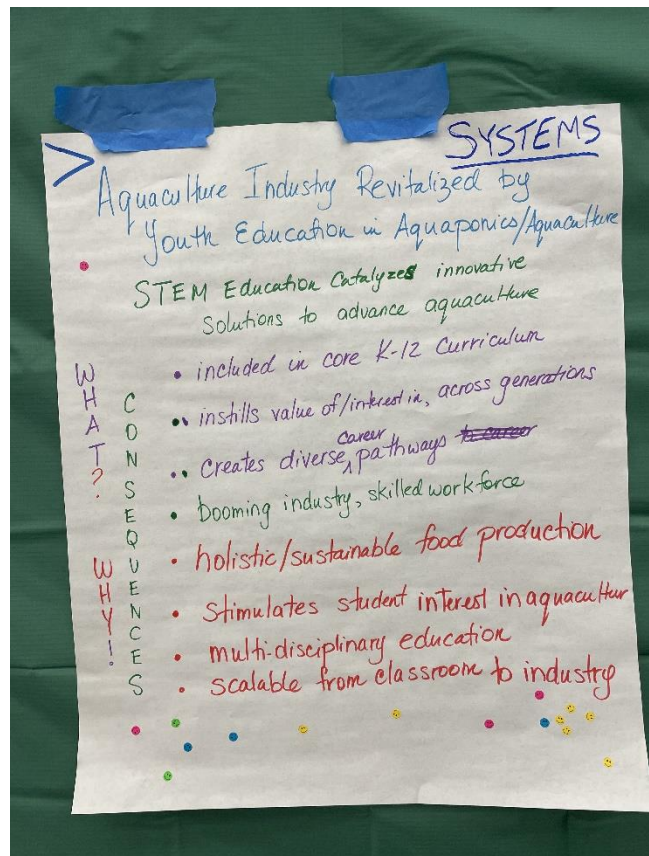 SYSTEMS
> Aquaculture Industry Revitalized by
Youth Education in Aquaponics/Aquaculture
STEM Education Catalyzes innovative
Solutions to advance aquaculture
WHAT?
WHY!
CONSEQUENCES
• included in core K-12 Curriculum
•• instills value of/interest in, across generations
•• Creates diverse career pathways to career
• booming industry, skilled workforce
• holistic/sustainable food production
• Stimulates student interest in aquacultur
• multi-disciplinary education
• scalable from classroom to industry